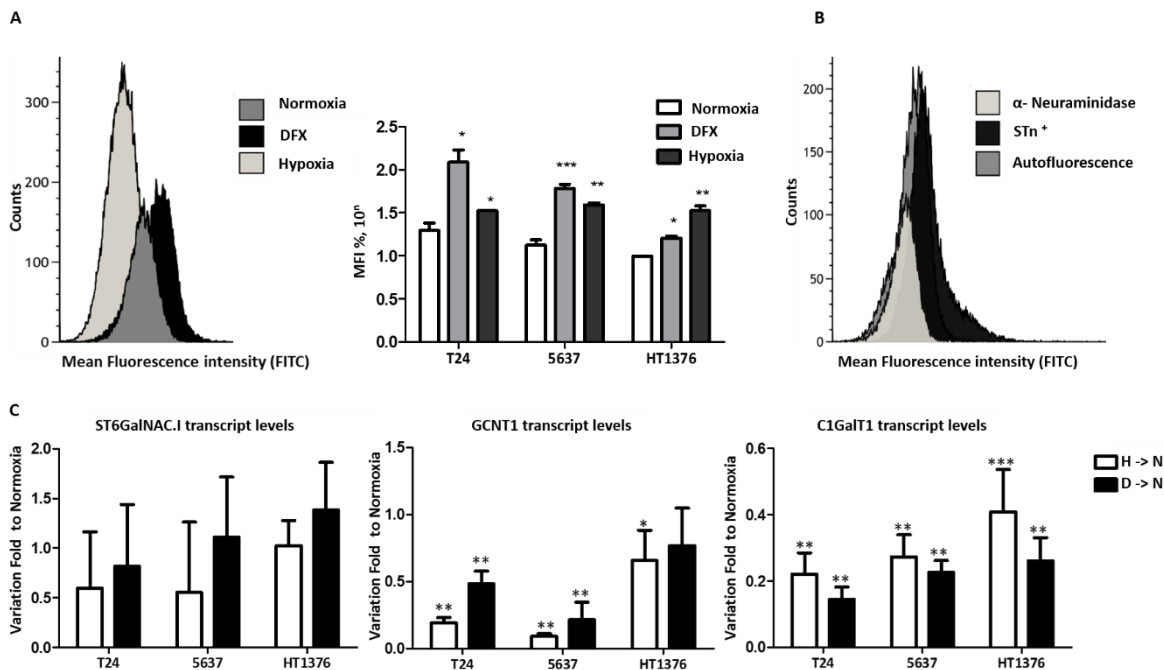 A
B
300
200
100
0
Counts
Normoxia
DFX
Hypoxia
Mean Fluorescence intensity (FITC)
2.5
2.0
1.5
1.0
0.5
0.0
MFI %, 10ⁿ
Normoxia
DFX
Hypoxia
* *
*** **
* **
T24 5637 HT1376
200
150
100
50
0
Counts
α- Neuraminidase
STn ⁺
Autofluorescence
Mean Fluorescence intensity (FITC)
C
ST6GalNAC.I transcript levels
Variation Fold to Normoxia
2.0
1.5
1.0
0.5
0.0
T24 5637 HT1376
GCNT1 transcript levels
Variation Fold to Normoxia
1.5
1.0
0.5
0.0
** **
** **
*
T24 5637 HT1376
C1GalT1 transcript levels
Variation Fold to Normoxia
0.6
0.4
0.2
0.0
** **
** **
*** **
T24 5637 HT1376
H -> N
D -> N